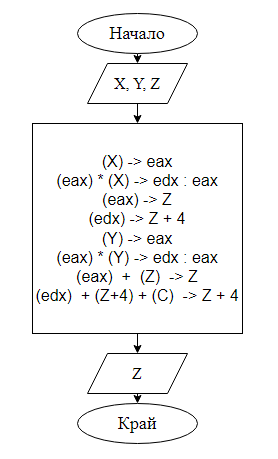 Начало
X, Y, Z
(X) -> eax
(eax) * (X) -> edx : eax
(eax) -> Z
(edx) -> Z + 4
(Y) -> eax
(eax) * (Y) -> edx : eax
(eax) + (Z) -> Z
(edx) + (Z+4) + (C) -> Z + 4
Z
Край